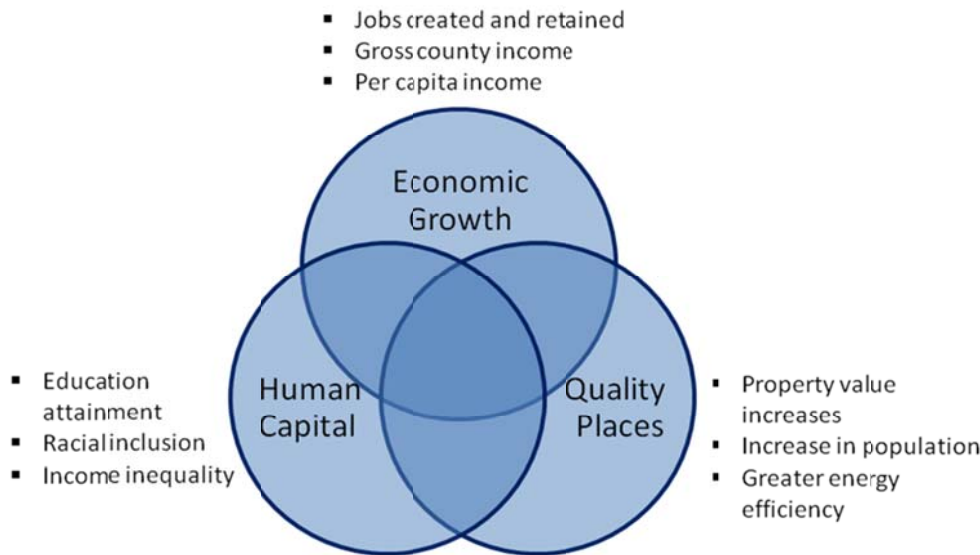 ▪ Jobs created and retained
▪ Gross county income
▪ Per capita income
Economic
Growth
Human
Capital
Quality
Places
▪ Education
attainment
▪ Racial inclusion
▪ Income inequality
▪ Property value
increases
▪ Increase in population
▪ Greater energy
efficiency